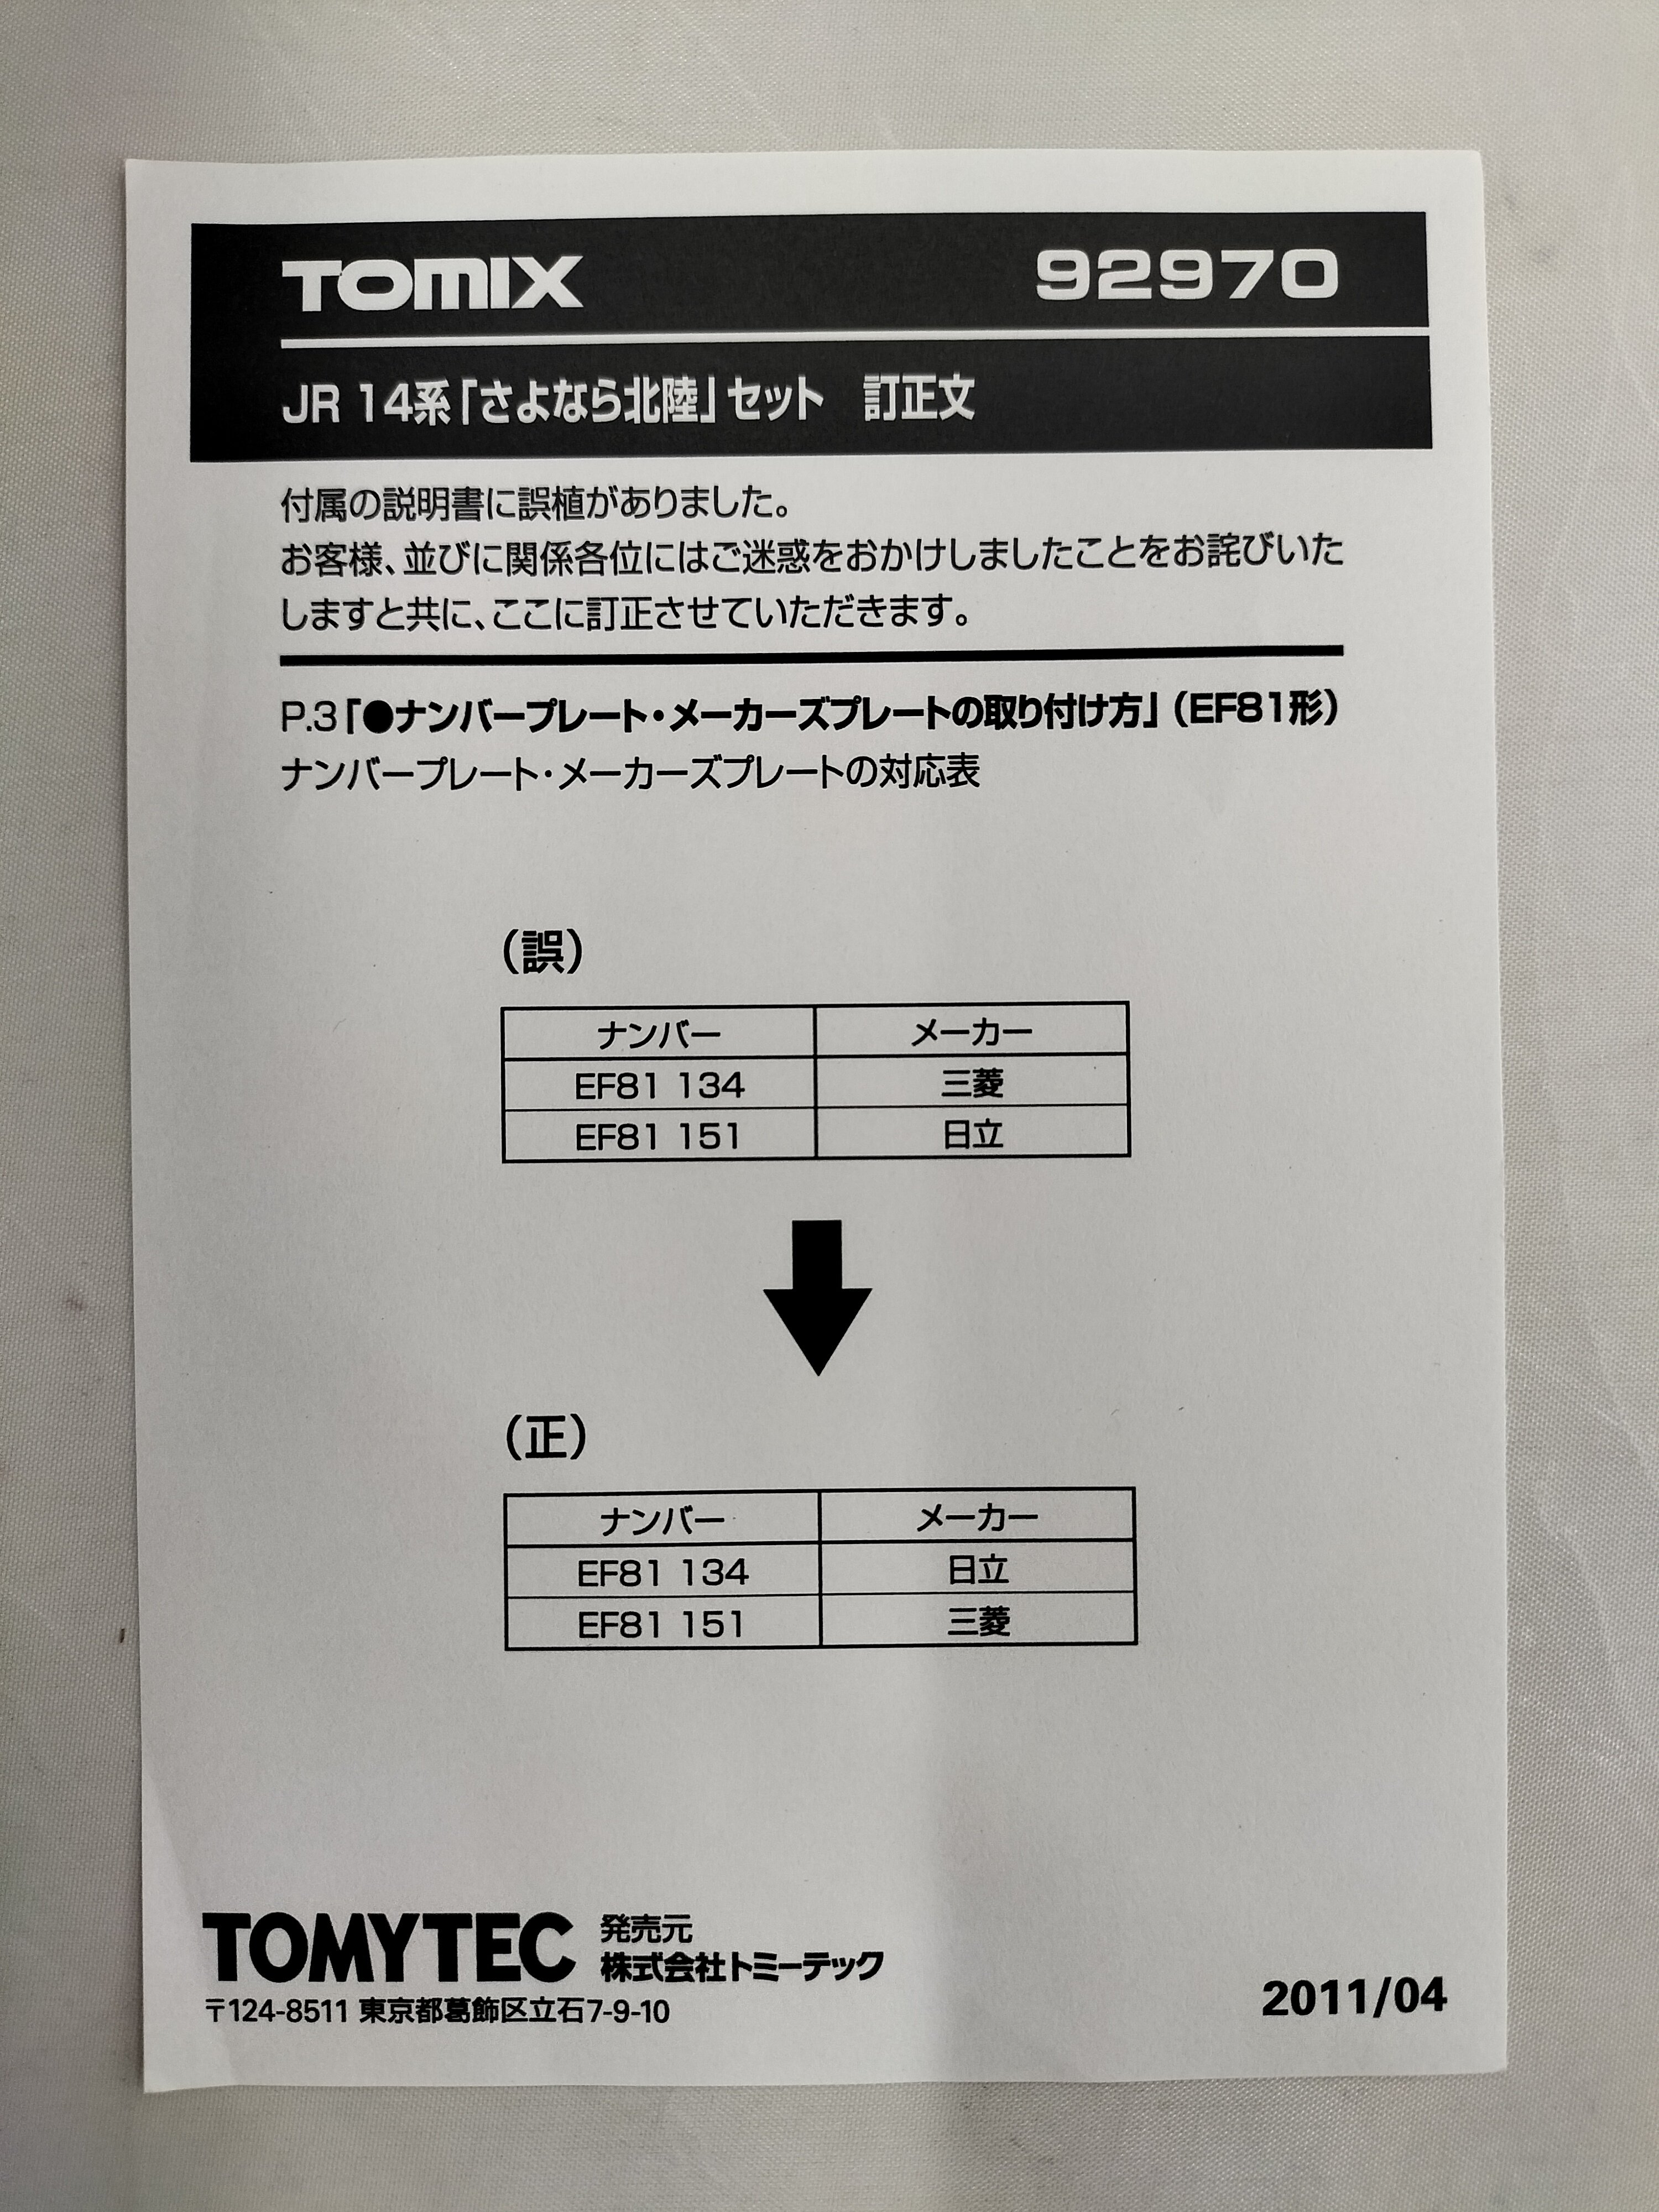 TOMIX 92970
JR 14系「さよなら北陸」セット 訂正文
付属の説明書に誤植がありました。
お客様、並びに関係各位にはご迷惑をおかけしましたことをお詫びいた
しますと共に、ここに訂正させていただきます。
P.3「●ナンバープレート・メーカーズプレートの取り付け方」（EF81形）
ナンバープレート・メーカーズプレートの対応表
（誤）
ナンバー メーカー
EF81 134 三菱
EF81 151 日立
（正）
ナンバー メーカー
EF81 134 日立
EF81 151 三菱
TOMYTEC 発売元
株式会社トミーテック
〒124-8511 東京都葛飾区立石7-9-10
2011/04